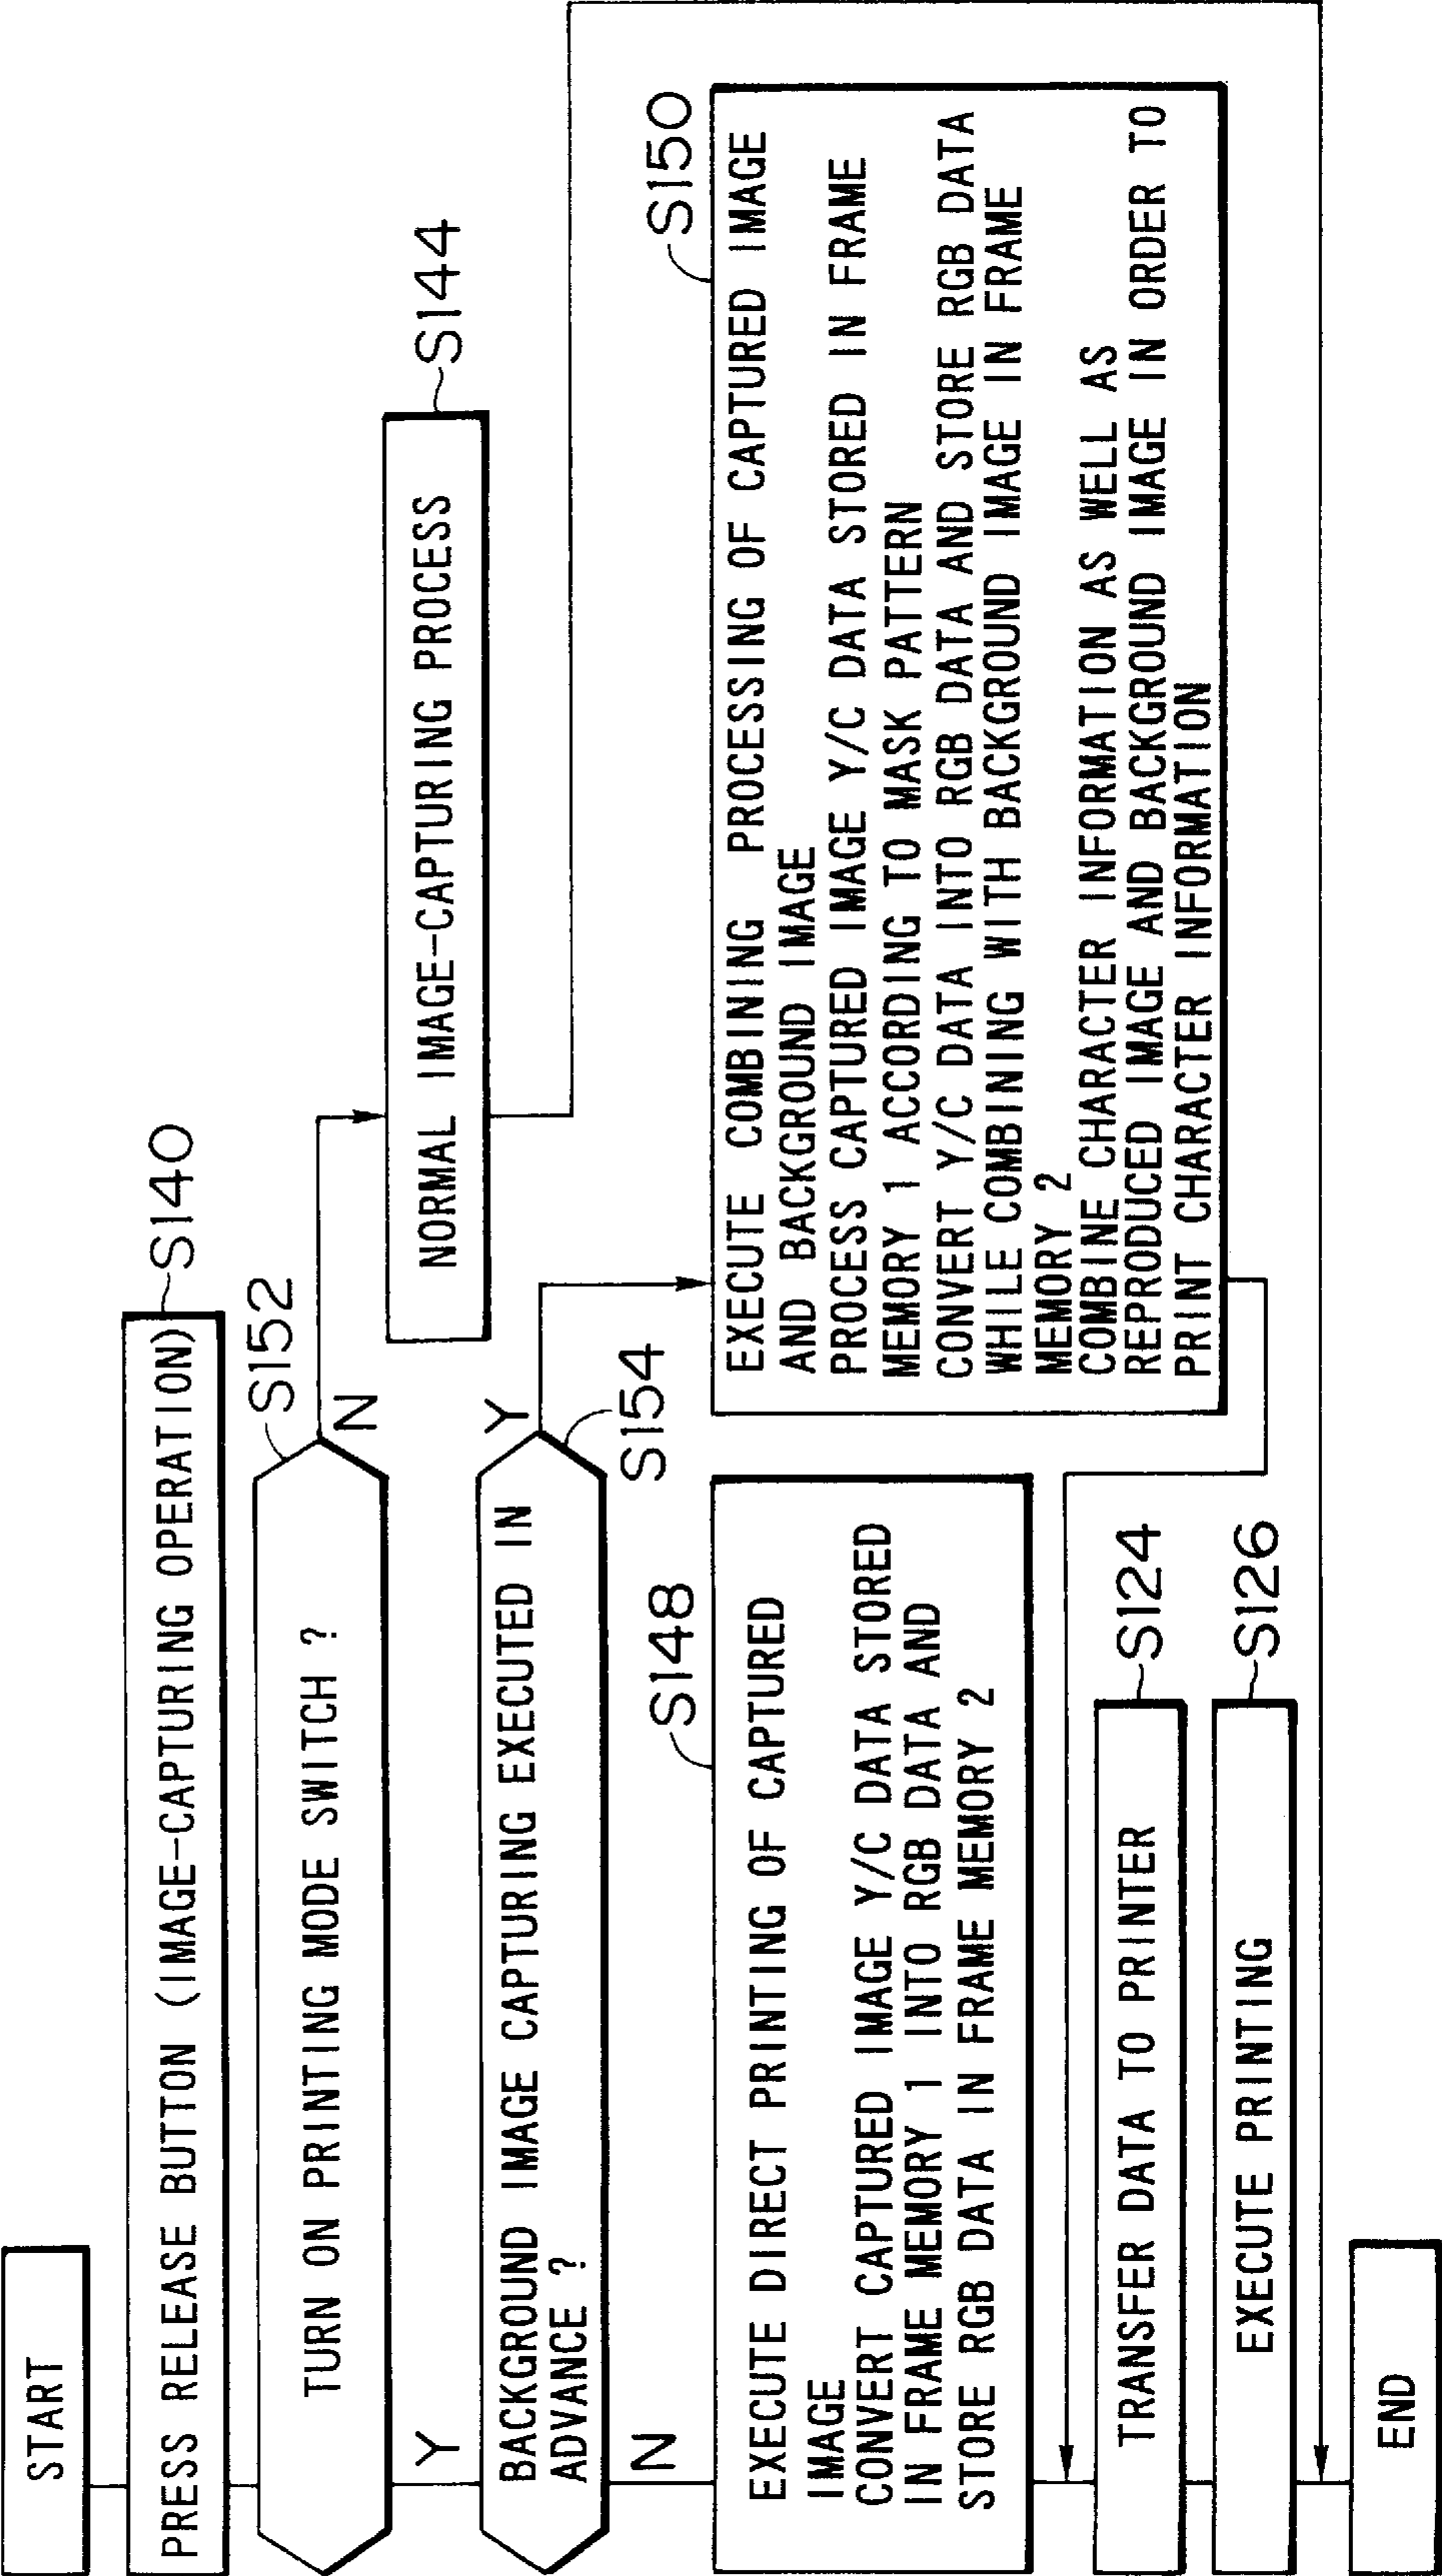 START
PRESS RELEASE BUTTON (IMAGE-CAPTURING OPERATION)
S140
TURN ON PRINTING MODE SWITCH ?
S152
N
Y
NORMAL IMAGE-CAPTURING PROCESS
S144
BACKGROUND IMAGE CAPTURING EXECUTED IN
ADVANCE ?
Y
S154
N
S148
EXECUTE DIRECT PRINTING OF CAPTURED
IMAGE
CONVERT CAPTURED IMAGE Y/C DATA STORED
IN FRAME MEMORY 1 INTO RGB DATA AND
STORE RGB DATA IN FRAME MEMORY 2
S150
EXECUTE COMBINING PROCESSING OF CAPTURED IMAGE
AND BACKGROUND IMAGE
PROCESS CAPTURED IMAGE Y/C DATA STORED IN FRAME
MEMORY 1 ACCORDING TO MASK PATTERN
CONVERT Y/C DATA INTO RGB DATA AND STORE RGB DATA
WHILE COMBINING WITH BACKGROUND IMAGE IN FRAME
MEMORY 2
COMBINE CHARACTER INFORMATION AS WELL AS
REPRODUCED IMAGE AND BACKGROUND IMAGE IN ORDER TO
PRINT CHARACTER INFORMATION
TRANSFER DATA TO PRINTER
S124
EXECUTE PRINTING
S126
END